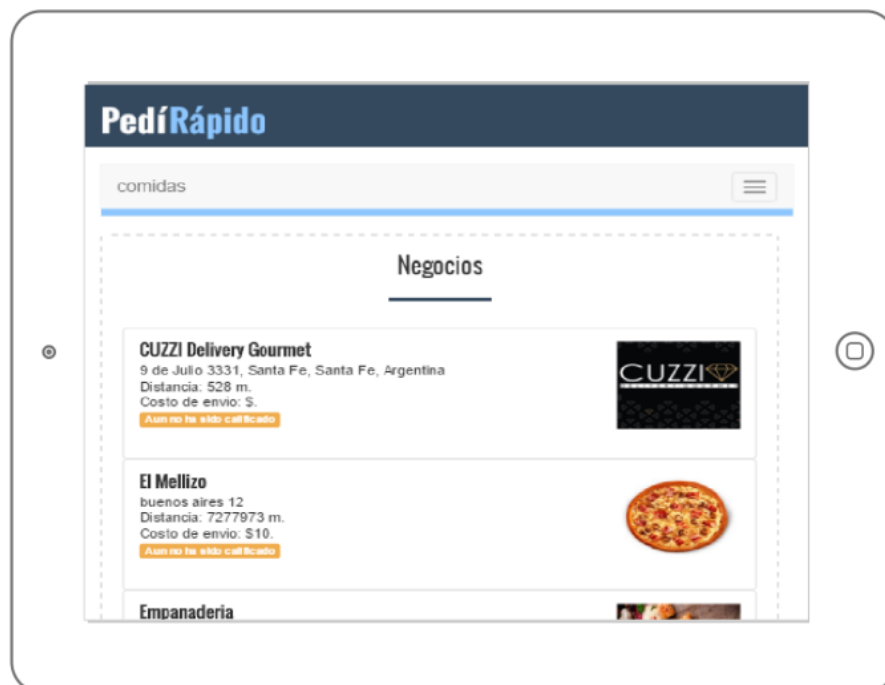 PedíRápido
comidas
Negocios
CUZZI Delivery Gourmet
9 de Julio 3331, Santa Fe, Santa Fe, Argentina
Distancia: 528 m.
Costo de envio: $.
Aun no ha sido calificado
CUZZI
DELIVERY GOURMET
El Mellizo
buenos aires 12
Distancia: 7277973 m.
Costo de envio: $10.
Aun no ha sido calificado
Empanaderia